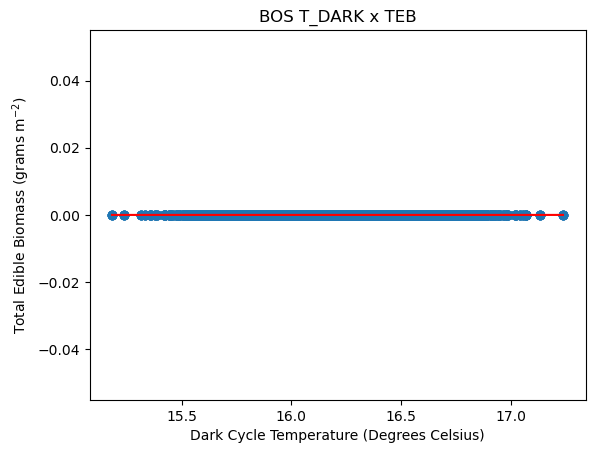 BOS T_DARK x TEB
Total Edible Biomass (grams m⁻²)
0.04
0.02
0.00
−0.02
−0.04
15.5 16.0 16.5 17.0
Dark Cycle Temperature (Degrees Celsius)